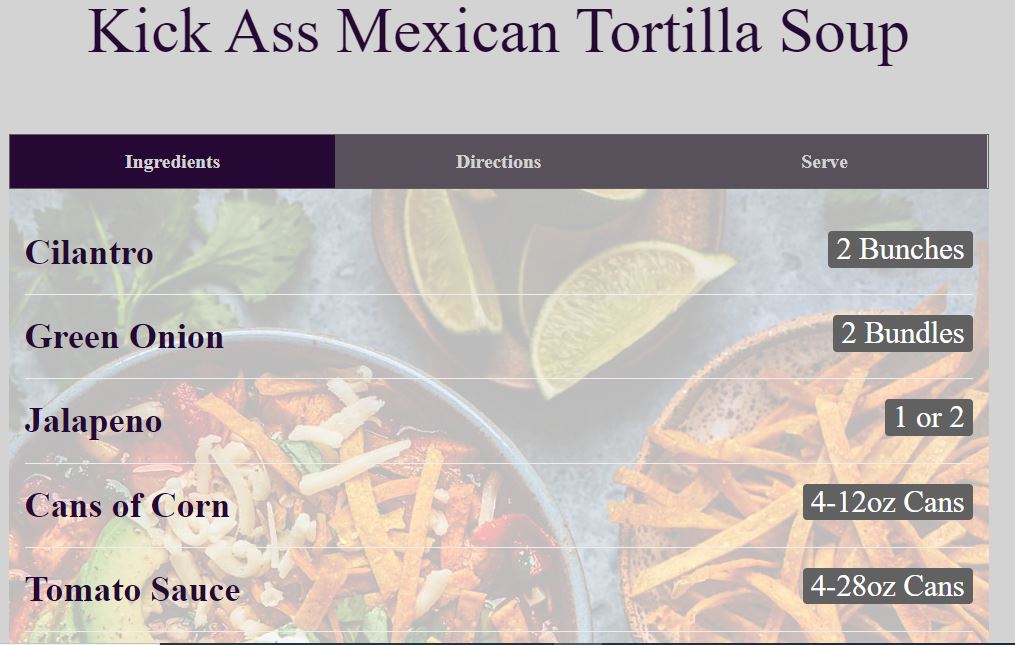 Kick Ass Mexican Tortilla Soup
Ingredients Directions Serve
Cilantro 2 Bunches
Green Onion 2 Bundles
Jalapeno 1 or 2
Cans of Corn 4-12oz Cans
Tomato Sauce 4-28oz Cans